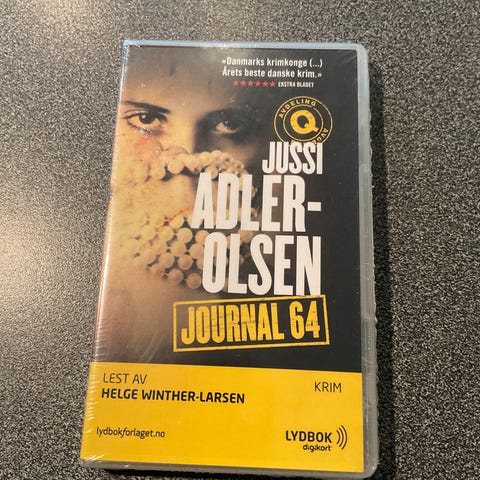 «Danmarks krimkonge (...)
Årets beste danske krim.»
★★★★★★ EKSTRA BLADET
AVDELING
Q
JUSSI
ADLER-
OLSEN
JOURNAL 64
LEST AV
HELGE WINTHER-LARSEN
KRIM
lydbokforlaget.no
LYDBOK
digikort